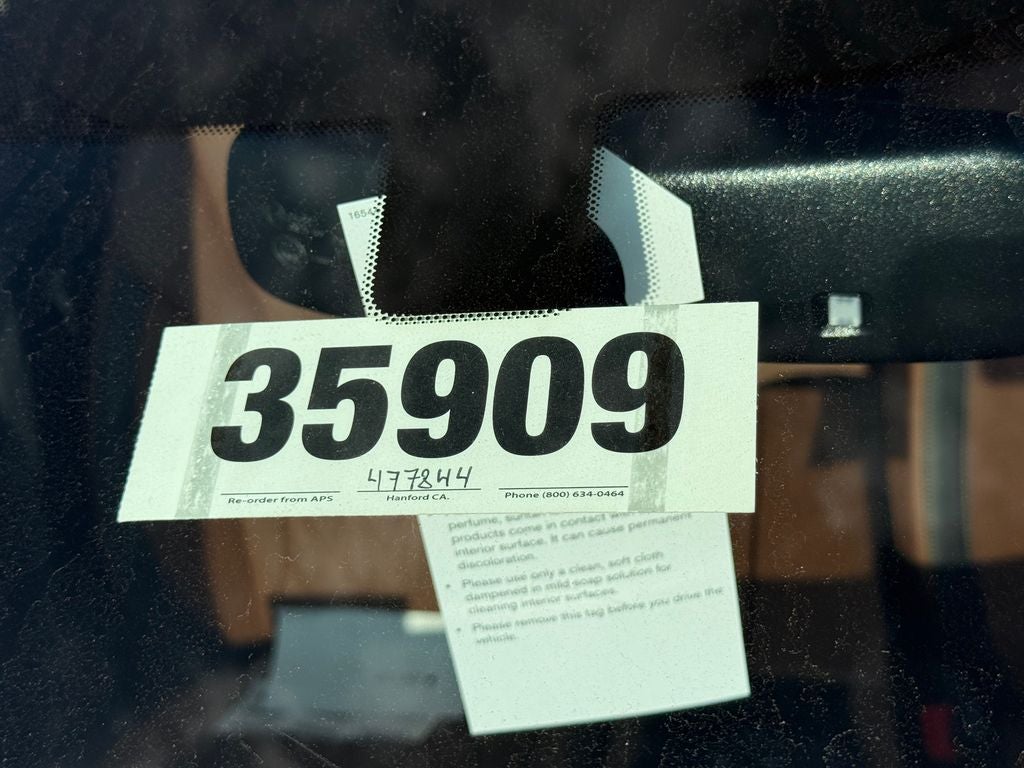 1654
35909
477844
Re-order from APS Hanford CA. Phone (800) 634-0464
perfume,
products come in contact
interior surface. It can cause permanent
discoloration.
• Please use only a clean, soft cloth
dampened in mild soap solution for
cleaning interior surfaces.
• Please remove this tag before you drive the
vehicle.